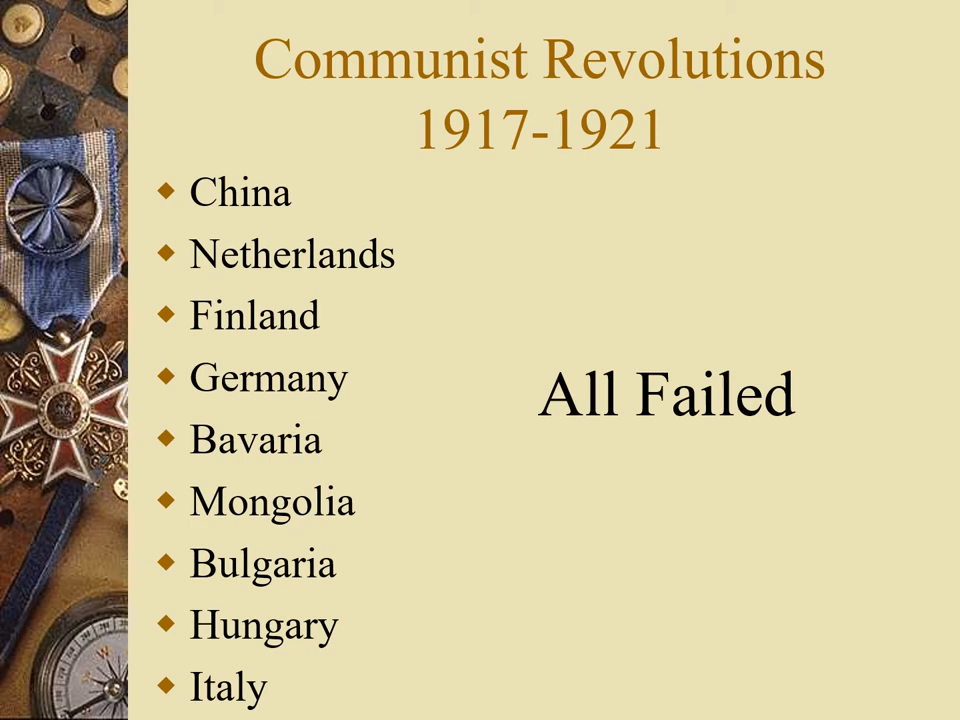 Communist Revolutions
1917-1921
China
Netherlands
Finland
Germany
All Failed
Bavaria
Mongolia
Bulgaria
Hungary
Italy